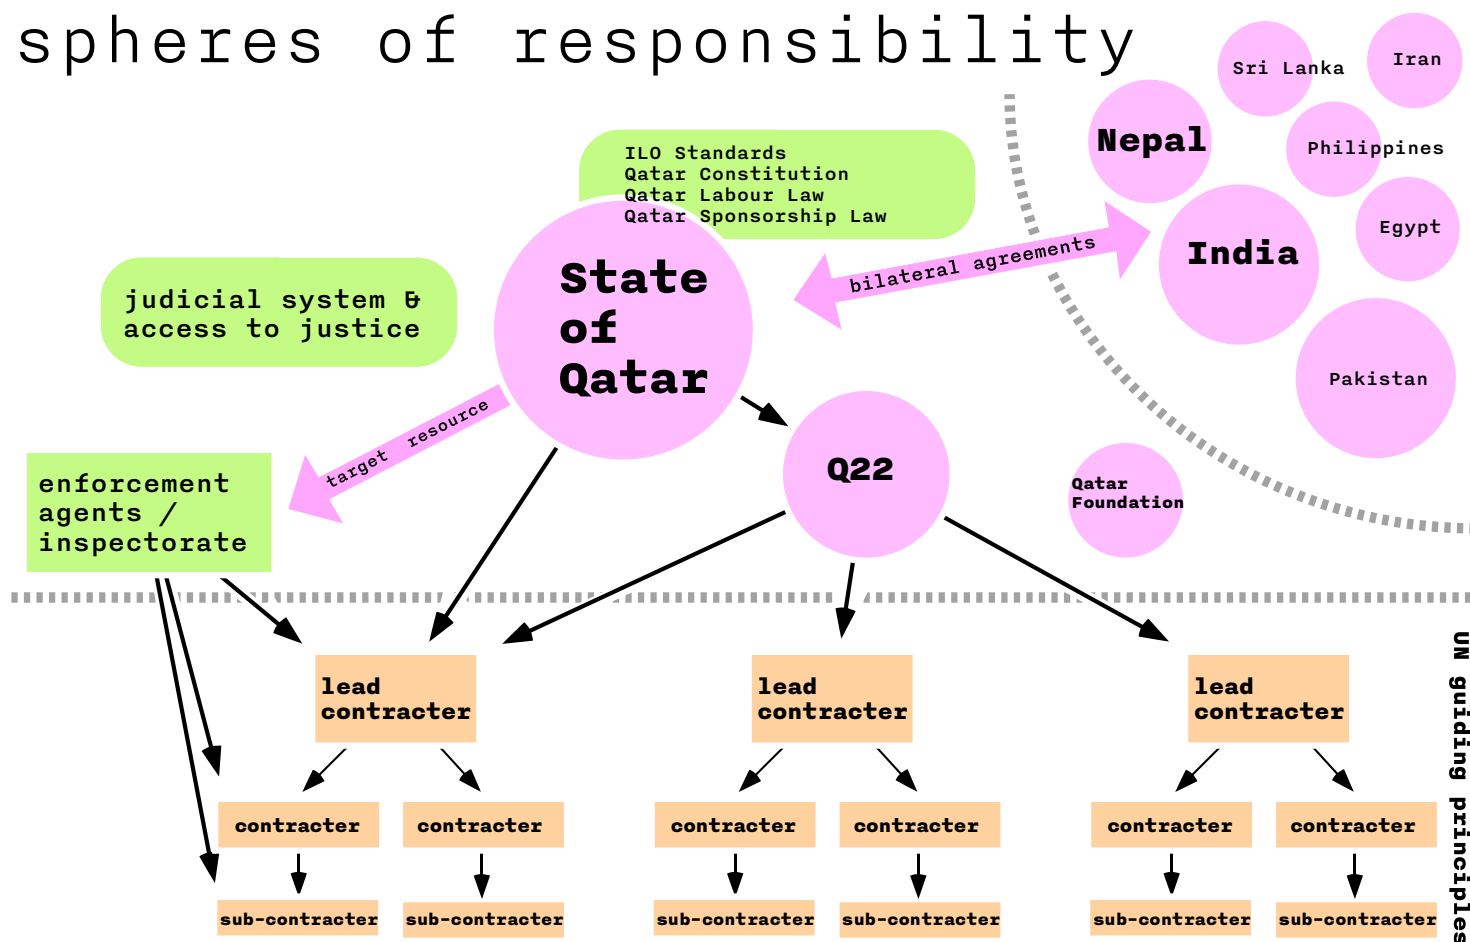 spheres of responsibility
Sri Lanka
Iran
Nepal
Philippines
ILO Standards
Qatar Constitution
Qatar Labour Law
Qatar Sponsorship Law
India
Egypt
bilateral agreements
State
of
Qatar
judicial system &
access to justice
Pakistan
target resource
Q22
Qatar
Foundation
enforcement
agents /
inspectorate
UN guiding principles
lead
contracter
lead
contracter
lead
contracter
contracter
contracter
contracter
contracter
contracter
contracter
sub-contracter
sub-contracter
sub-contracter
sub-contracter
sub-contracter
sub-contracter